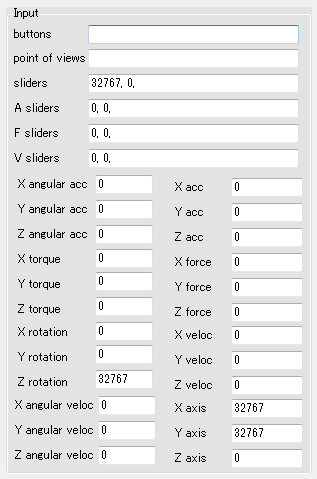 Input
buttons
point of views
sliders 32767, 0,
A sliders 0, 0,
F sliders 0, 0,
V sliders 0, 0,
X angular acc 0 X acc 0
Y angular acc 0 Y acc 0
Z angular acc 0 Z acc 0
X torque 0 X force 0
Y torque 0 Y force 0
Z torque 0 Z force 0
X rotation 0 X veloc 0
Y rotation 0 Y veloc 0
Z rotation 32767 Z veloc 0
X angular veloc 0 X axis 32767
Y angular veloc 0 Y axis 32767
Z angular veloc 0 Z axis 0